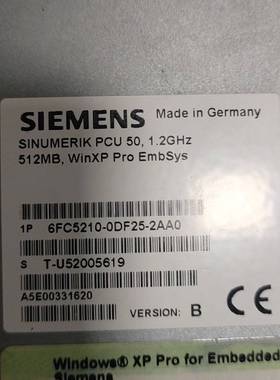 SIEMENS Made in Germany
SINUMERIK PCU 50, 1.2GHz
512MB, WinXP Pro EmbSys
1P 6FC5210-0DF25-2AA0
S T-U52005619
A5E00331620
VERSION: B CE
Windows® XP Pro for Embedded
Siemens